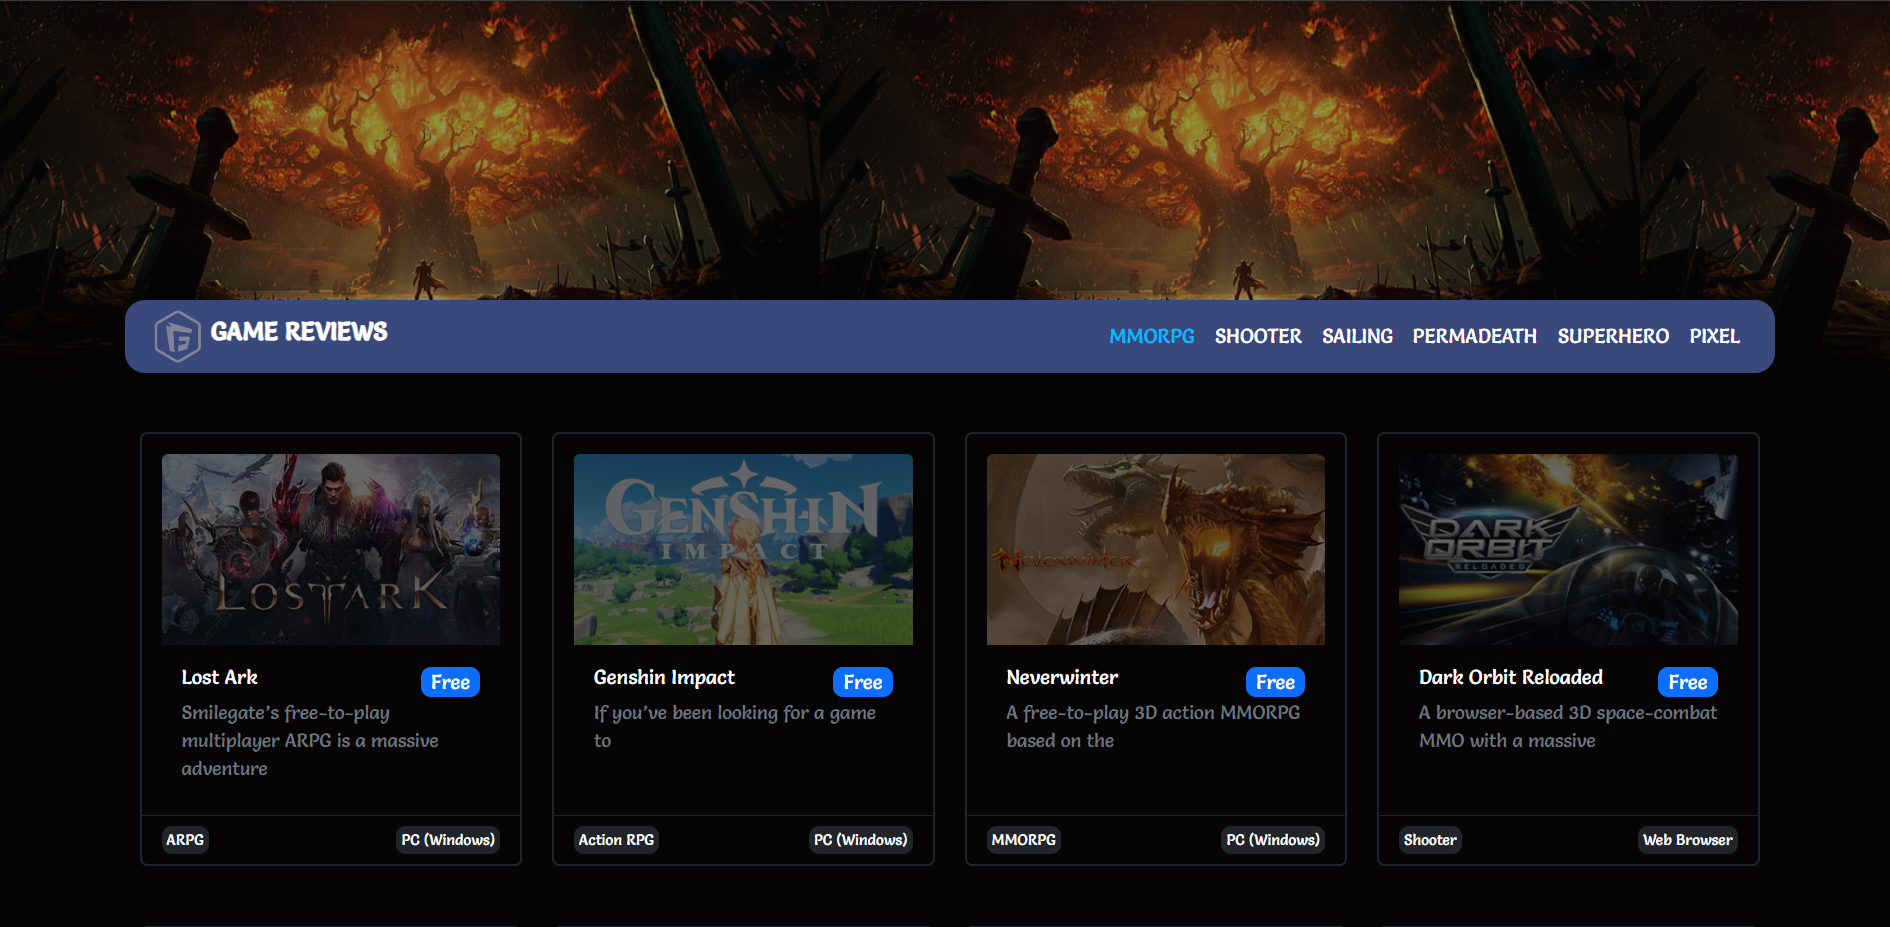 GAME REVIEWS
MMORPG SHOOTER SAILING PERMADEATH SUPERHERO PIXEL
LOST ARK
GENSHIN
IMPACT
NEVERWINTER
DARK
ORBIT
RELOADED
Lost Ark
Free
Smilegate’s free-to-play
multiplayer ARPG is a massive
adventure
ARPG
PC (Windows)
Genshin Impact
Free
If you’ve been looking for a game
to
Action RPG
PC (Windows)
Neverwinter
Free
A free-to-play 3D action MMORPG
based on the
MMORPG
PC (Windows)
Dark Orbit Reloaded
Free
A browser-based 3D space-combat
MMO with a massive
Shooter
Web Browser